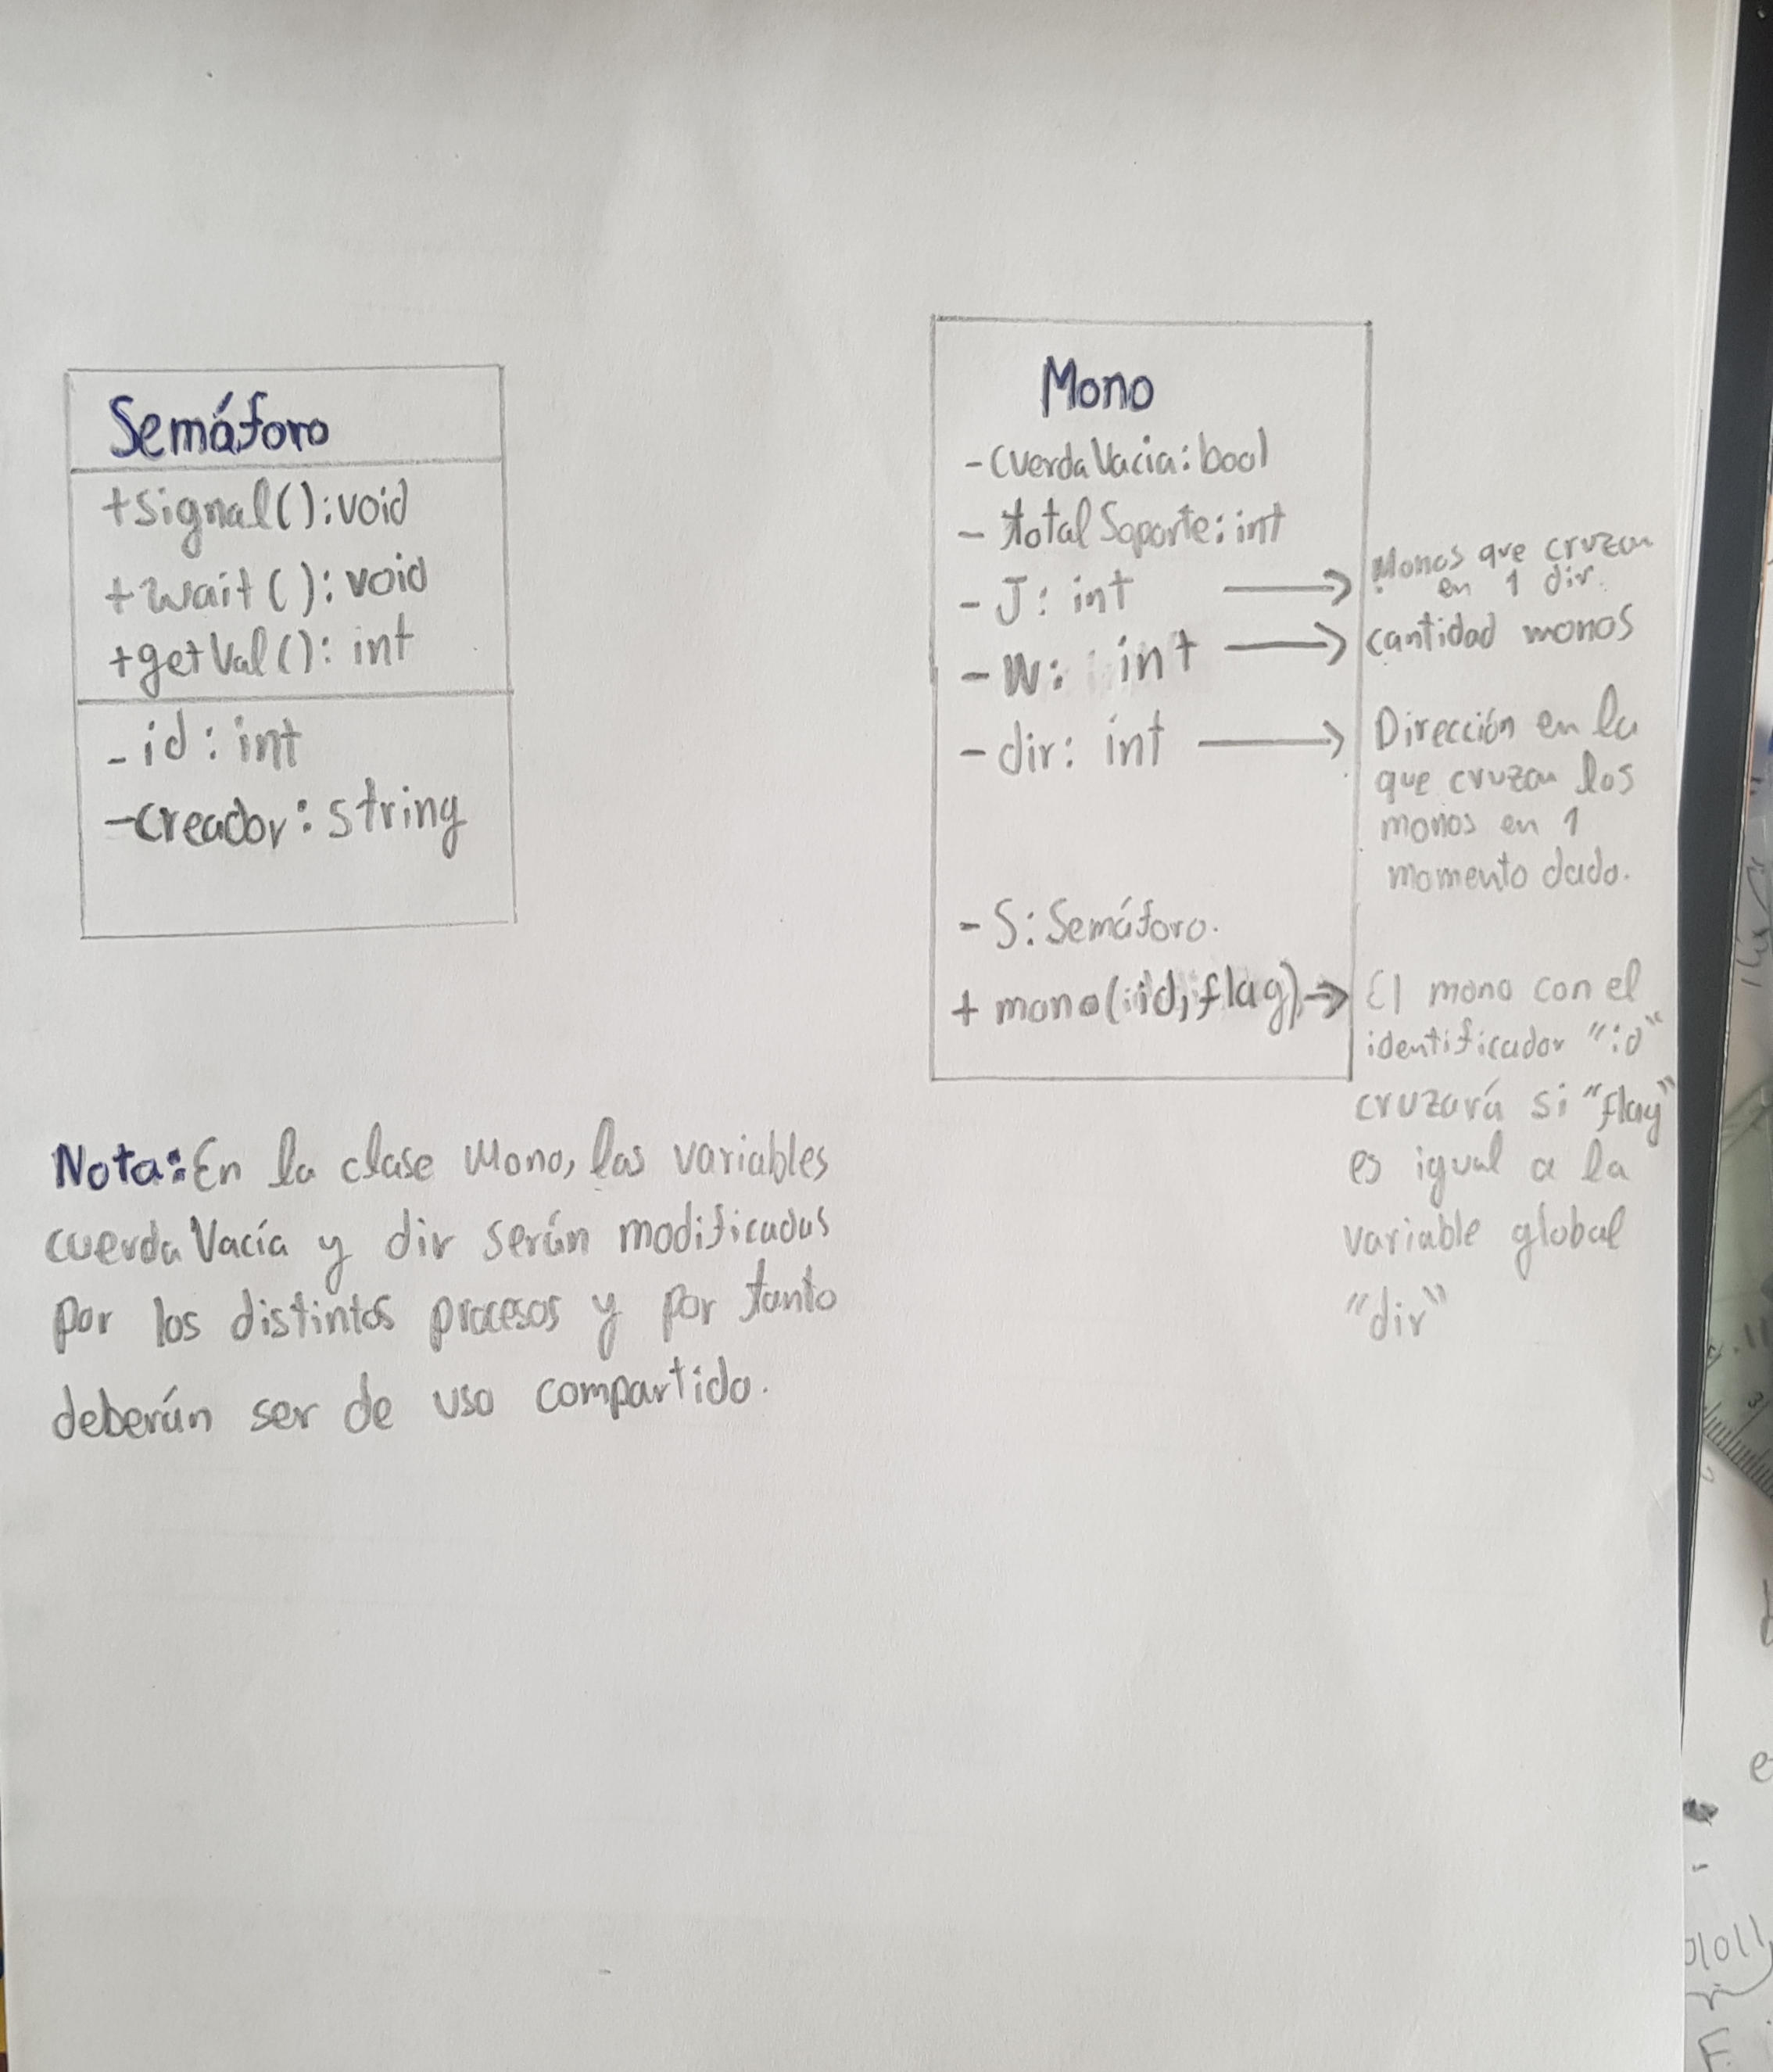 Semáforo
+signal():void
+wait():void
+getVal():int
-id:int
-creador:string
Mono
-cuerdaVacia:bool
-totalSoporte:int
-J:int → Monos que cruzan
en 1 dir.
-N: int → cantidad monos
-dir: int → Dirección en la
que cruzan los
monos en 1
momento dado.
-S:Semáforo.
+ mono(id,flag)→ El mono con el
identificador "id"
cruzará si "flag"
es igual a la
variable global
"dir"
Nota:En la clase Mono, las variables
cuerdaVacía y dir serán modificadas
por los distintos procesos y por tanto
deberán ser de uso compartido.